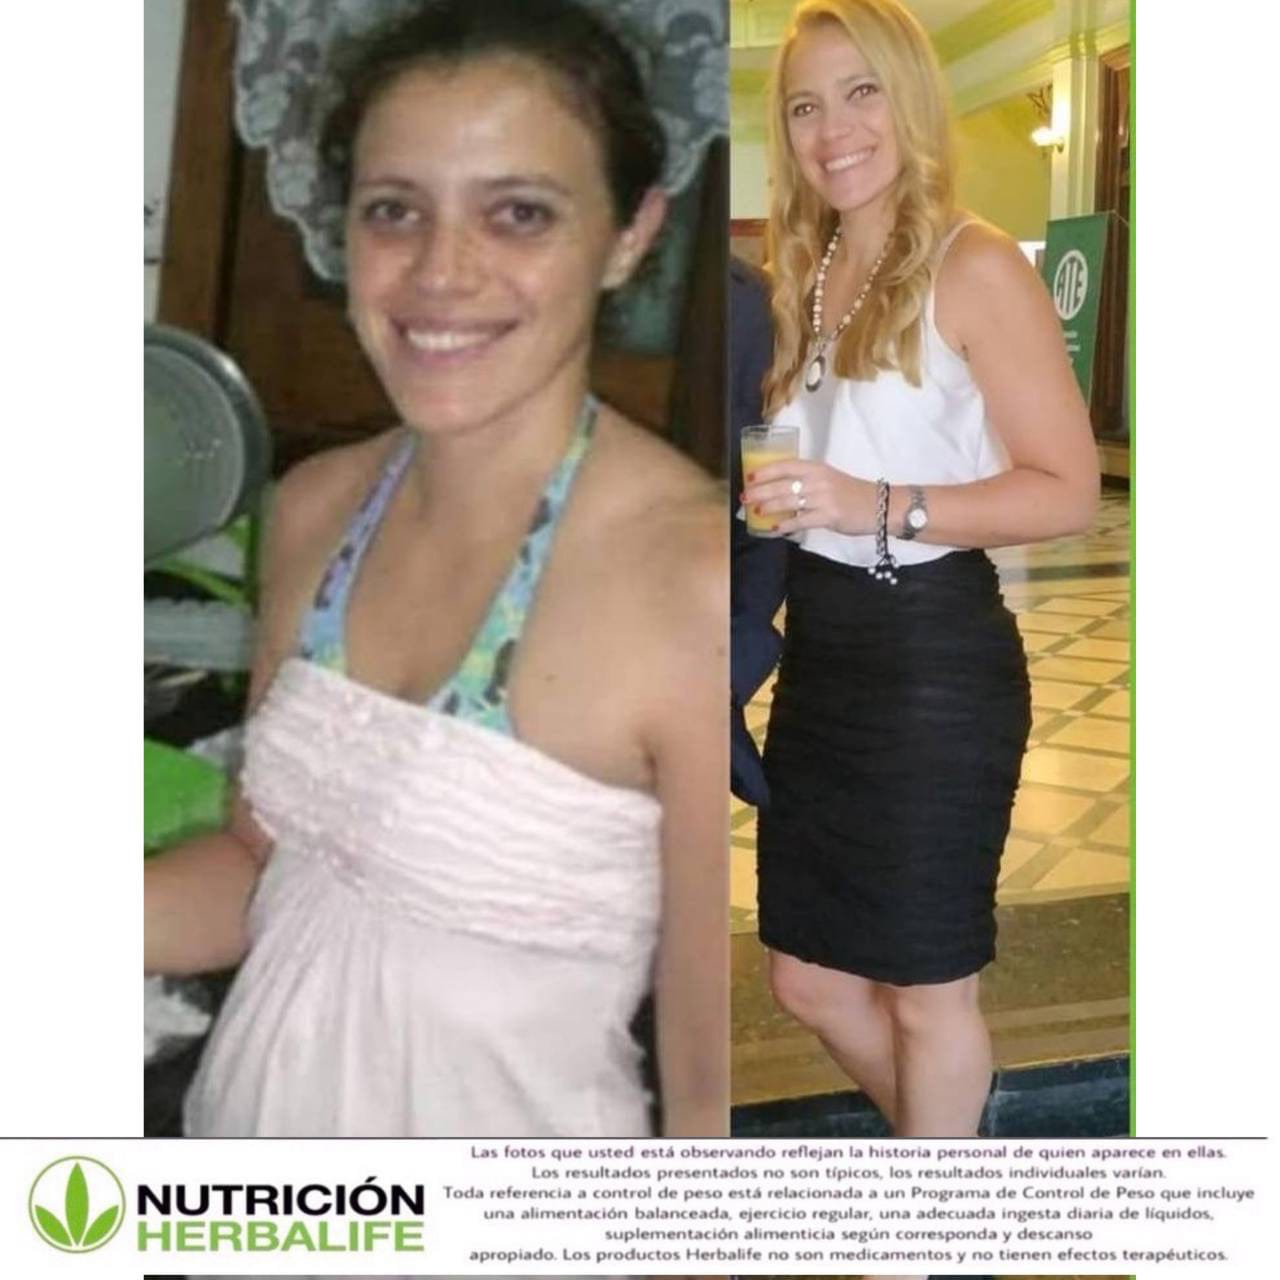 Las fotos que usted está observando reflejan la historia personal de quien aparece en ellas.
Los resultados presentados no son típicos, los resultados individuales varían.
Toda referencia a control de peso está relacionada a un Programa de Control de Peso que incluye
una alimentación balanceada, ejercicio regular, una adecuada ingesta diaria de líquidos,
suplementación alimenticia según corresponda y descanso
apropiado. Los productos Herbalife no son medicamentos y no tienen efectos terapéuticos.
NUTRICIÓN
HERBALIFE